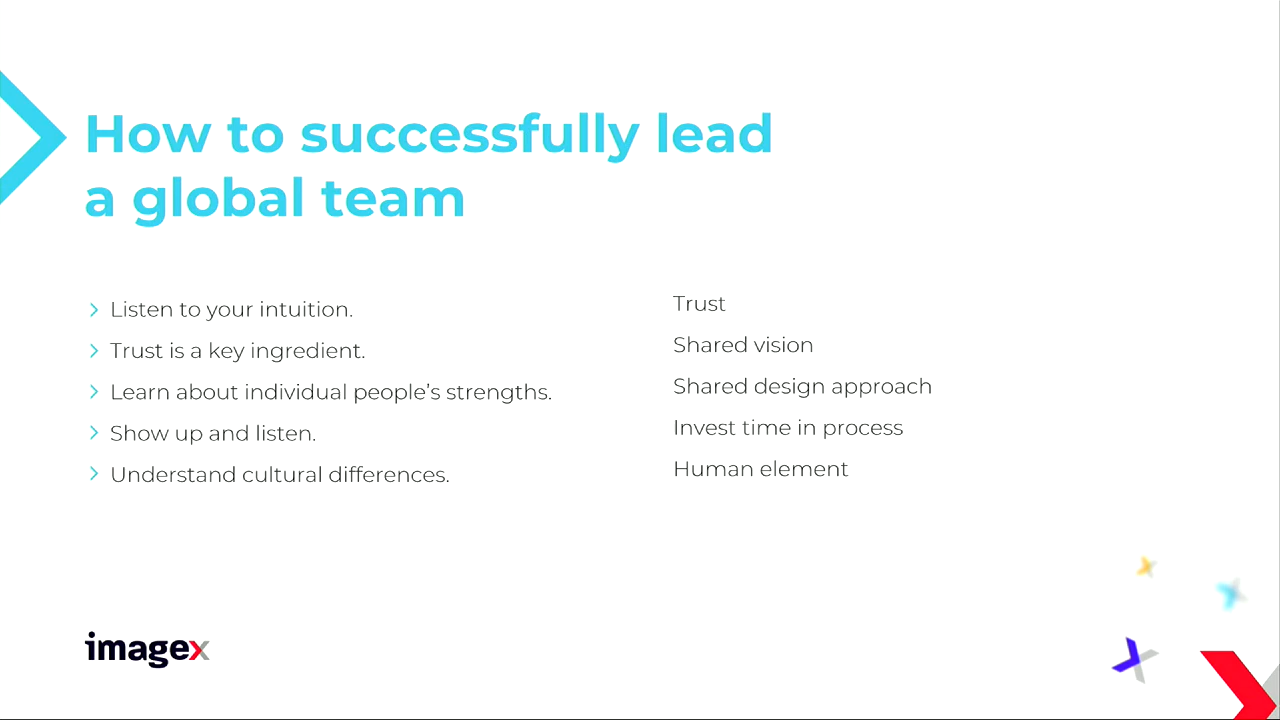 How to successfully lead
a global team
Listen to your intuition.
Trust is a key ingredient.
Learn about individual people’s strengths.
Show up and listen.
Understand cultural differences.
Trust
Shared vision
Shared design approach
Invest time in process
Human element
imagex